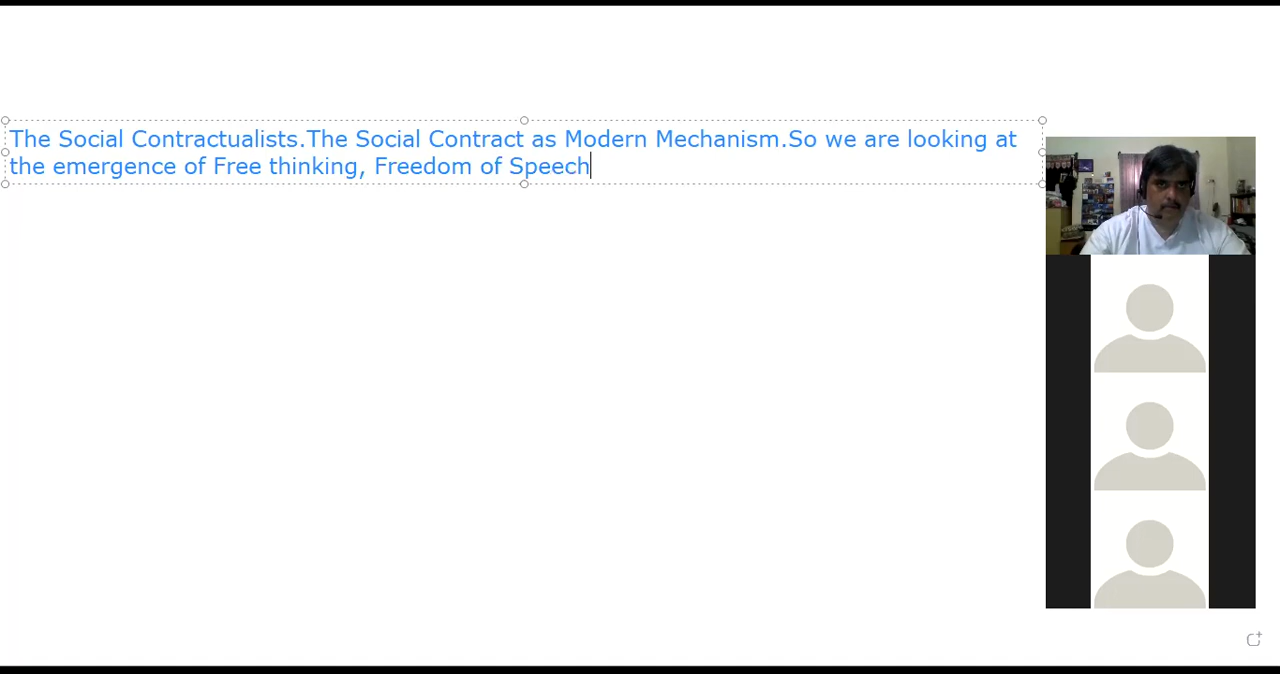 The Social Contractualists.The Social Contract as Modern Mechanism.So we are looking at
the emergence of Free thinking, Freedom of Speech